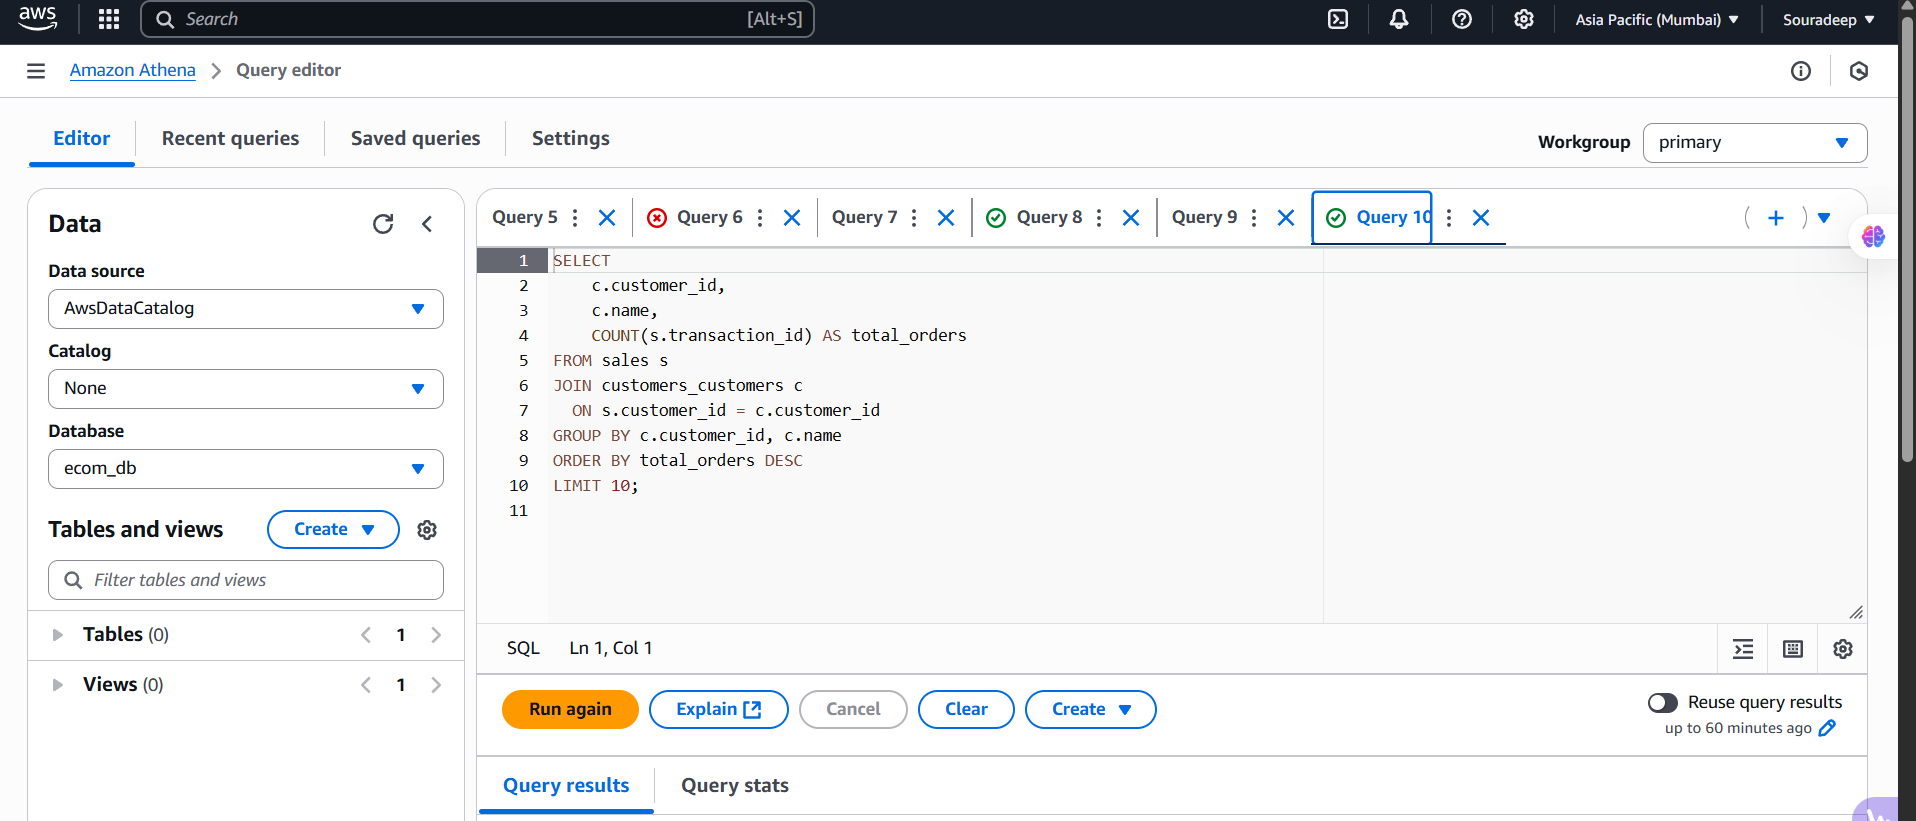 aws
Search
[Alt+S]
Asia Pacific (Mumbai)
Souradeep
Amazon Athena
Query editor
Editor
Recent queries
Saved queries
Settings
Workgroup
primary
Data
Data source
AwsDataCatalog
Catalog
None
Database
ecom_db
Tables and views
Create
Filter tables and views
Tables (0)
1
Views (0)
1
Query 5
Query 6
Query 7
Query 8
Query 9
Query 10
1 SELECT
2 c.customer_id,
3 c.name,
4 COUNT(s.transaction_id) AS total_orders
5 FROM sales s
6 JOIN customers_customers c
7 ON s.customer_id = c.customer_id
8 GROUP BY c.customer_id, c.name
9 ORDER BY total_orders DESC
10 LIMIT 10;
11
SQL
Ln 1, Col 1
Run again
Explain
Cancel
Clear
Create
Reuse query results
up to 60 minutes ago
Query results
Query stats